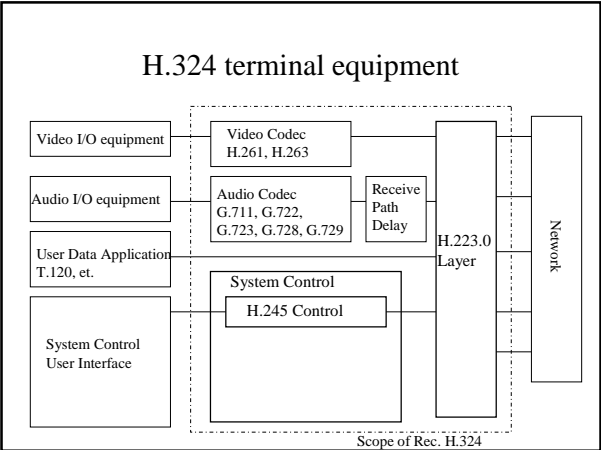 H.324 terminal equipment
Video I/O equipment
Video Codec
H.261, H.263
Audio I/O equipment
Audio Codec
G.711, G.722,
G.723, G.728, G.729
Receive
Path
Delay
User Data Application
T.120, et.
H.223.0
Layer
Network
System Control
H.245 Control
System Control
User Interface
Scope of Rec. H.324